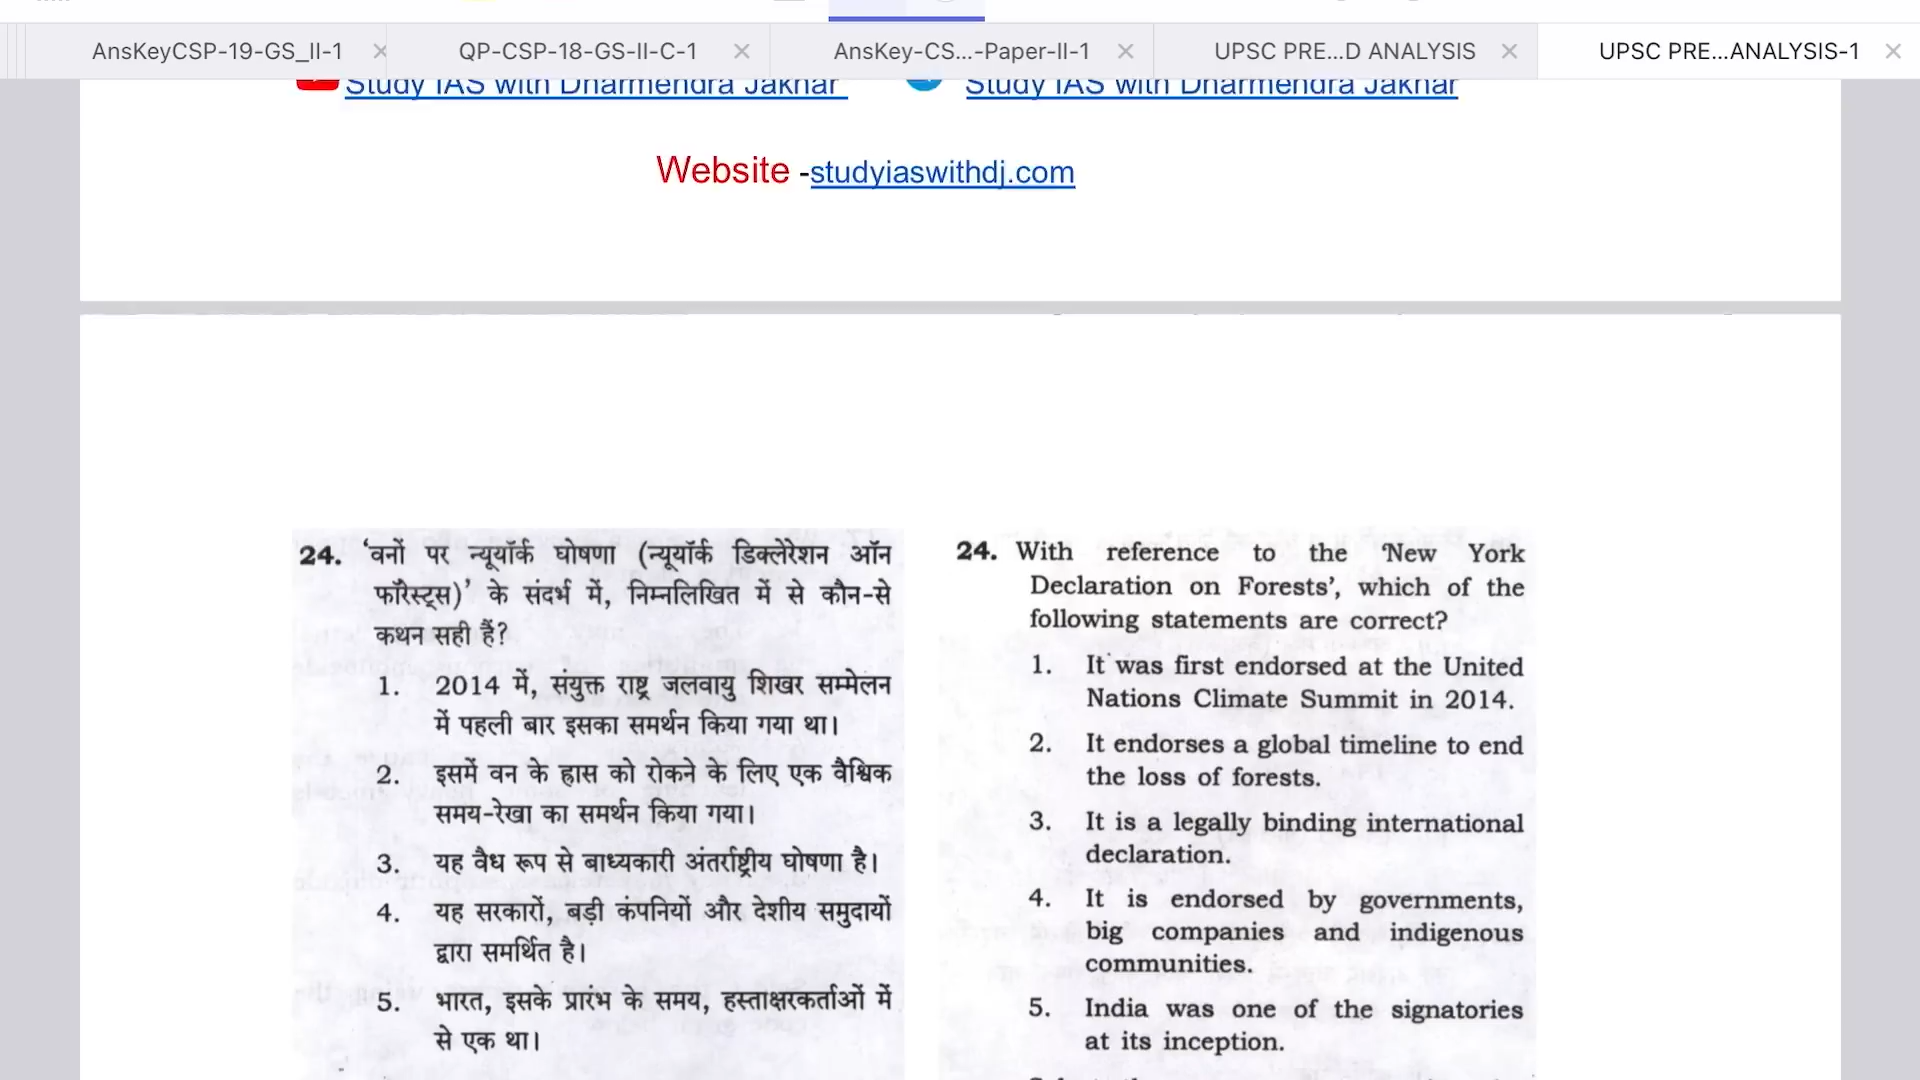 AnsKeyCSP-19-GS_II-1
QP-CSP-18-GS-II-C-1
AnsKey-CS...-Paper-II-1
UPSC PRE...D ANALYSIS
UPSC PRE...ANALYSIS-1
Study IAS with Dharmendra Jakhar
Study IAS with Dharmendra Jakhar
Website -studyiaswithdj.com
24. ‘वनों पर न्यूयॉर्क घोषणा (न्यूयॉर्क डिक्लेरेशन ऑन
फॉरेस्ट्स)’ के संदर्भ में, निम्नलिखित में से कौन-से
कथन सही हैं?
1. 2014 में, संयुक्त राष्ट्र जलवायु शिखर सम्मेलन
में पहली बार इसका समर्थन किया गया था।
2. इसमें वन के ह्रास को रोकने के लिए एक वैश्विक
समय-रेखा का समर्थन किया गया।
3. यह वैध रूप से बाध्यकारी अंतर्राष्ट्रीय घोषणा है।
4. यह सरकारों, बड़ी कंपनियों और देशीय समुदायों
द्वारा समर्थित है।
5. भारत, इसके प्रारंभ के समय, हस्ताक्षरकर्ताओं में
से एक था।
24. With reference to the ‘New York
Declaration on Forests’, which of the
following statements are correct?
1. It was first endorsed at the United
Nations Climate Summit in 2014.
2. It endorses a global timeline to end
the loss of forests.
3. It is a legally binding international
declaration.
4. It is endorsed by governments,
big companies and indigenous
communities.
5. India was one of the signatories
at its inception.